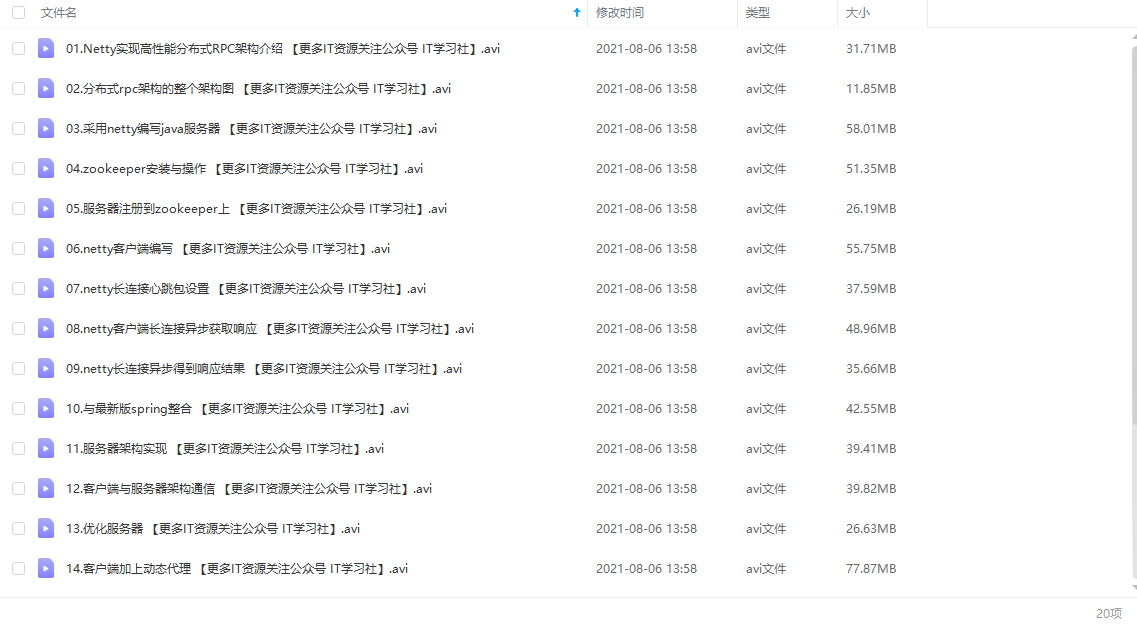 文件名 修改时间 类型 大小
01.Netty实现高性能分布式RPC架构介绍 【更多IT资源关注公众号 IT学习社】.avi 2021-08-06 13:58 avi文件 31.71MB
02.分布式rpc架构的整个架构图 【更多IT资源关注公众号 IT学习社】.avi 2021-08-06 13:58 avi文件 11.85MB
03.采用netty编写java服务器 【更多IT资源关注公众号 IT学习社】.avi 2021-08-06 13:58 avi文件 58.01MB
04.zookeeper安装与操作 【更多IT资源关注公众号 IT学习社】.avi 2021-08-06 13:58 avi文件 51.35MB
05.服务器注册到zookeeper上 【更多IT资源关注公众号 IT学习社】.avi 2021-08-06 13:58 avi文件 26.19MB
06.netty客户端编写 【更多IT资源关注公众号 IT学习社】.avi 2021-08-06 13:58 avi文件 55.75MB
07.netty长连接心跳包设置 【更多IT资源关注公众号 IT学习社】.avi 2021-08-06 13:58 avi文件 37.59MB
08.netty客户端长连接异步获取响应 【更多IT资源关注公众号 IT学习社】.avi 2021-08-06 13:58 avi文件 48.96MB
09.netty长连接异步得到响应结果 【更多IT资源关注公众号 IT学习社】.avi 2021-08-06 13:58 avi文件 35.66MB
10.与最新版spring整合 【更多IT资源关注公众号 IT学习社】.avi 2021-08-06 13:58 avi文件 42.55MB
11.服务器架构实现 【更多IT资源关注公众号 IT学习社】.avi 2021-08-06 13:58 avi文件 39.41MB
12.客户端与服务器架构通信 【更多IT资源关注公众号 IT学习社】.avi 2021-08-06 13:58 avi文件 39.82MB
13.优化服务器 【更多IT资源关注公众号 IT学习社】.avi 2021-08-06 13:58 avi文件 26.63MB
14.客户端加上动态代理 【更多IT资源关注公众号 IT学习社】.avi 2021-08-06 13:58 avi文件 77.87MB
20项